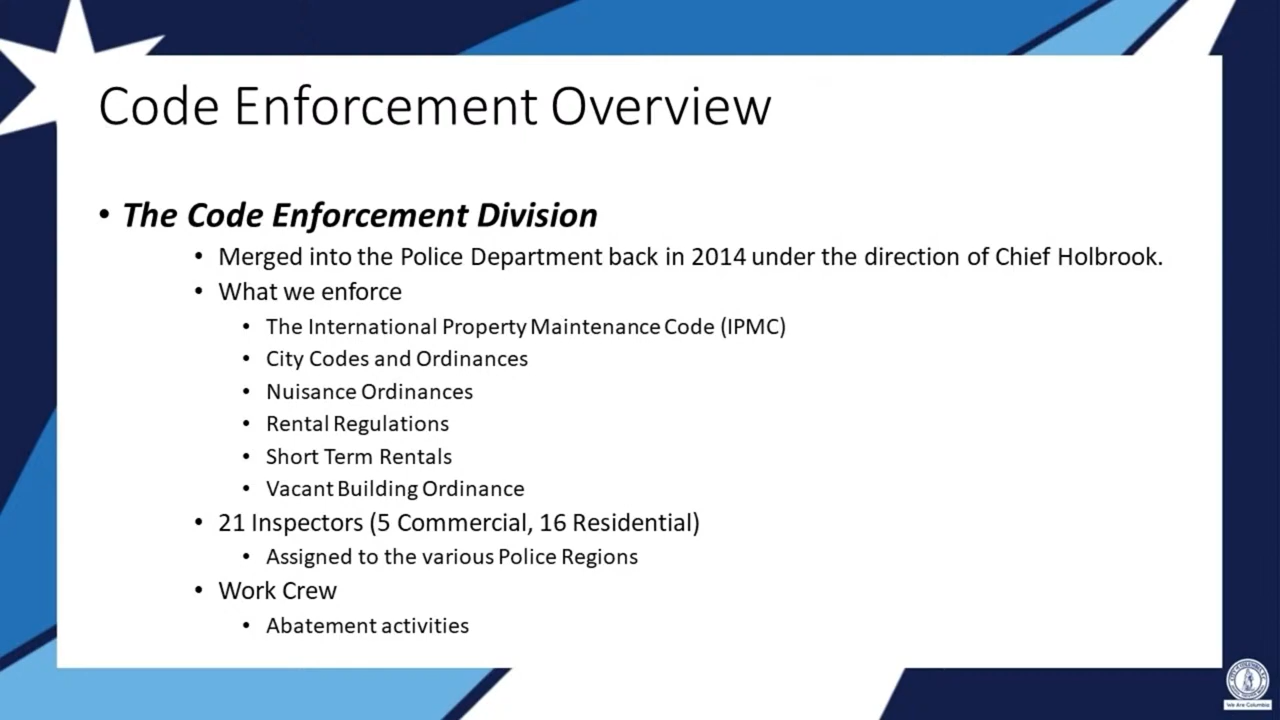 Code Enforcement Overview
• The Code Enforcement Division
• Merged into the Police Department back in 2014 under the direction of Chief Holbrook.
• What we enforce
• The International Property Maintenance Code (IPMC)
• City Codes and Ordinances
• Nuisance Ordinances
• Rental Regulations
• Short Term Rentals
• Vacant Building Ordinance
• 21 Inspectors (5 Commercial, 16 Residential)
• Assigned to the various Police Regions
• Work Crew
• Abatement activities
We Are Columbia